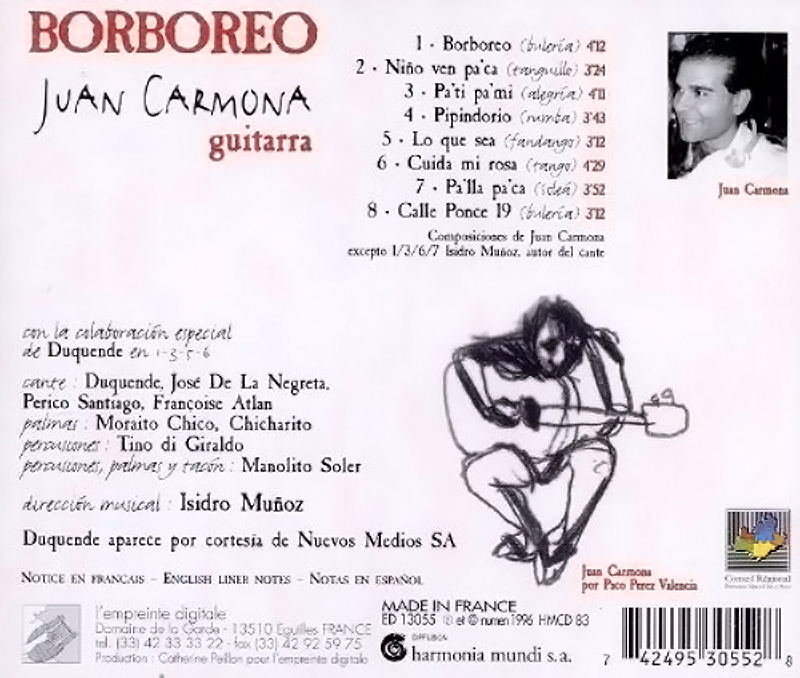 BORBOREO
JUAN CARMONA
guitarra
1 · Borboreo (bulería) 4'12
2 · Niño ven pa'ca (tanguillo) 3'24
3 · Pa'ti pa'mi (alegría) 4'11
4 · Pipindorio (rumba) 3'43
5 · Lo que sea (fandango) 3'12
6 · Cuida mi rosa (tango) 4'29
7 · Pa'lla pa'ca (soleá) 3'52
8 · Calle Ponce 19 (bulería) 3'12
Composiciones de Juan Carmona
excepto 1/3/6/7 Isidro Muñoz, autor del cante
Juan Carmona
con la colaboración especial
de Duquende en 1-3-5-6
cante : Duquende, José De La Negreta,
Perico Santiago, Françoise Atlan
palmas : Moraito Chico, Chicharito
percusiones : Tino di Giraldo
percusiones, palmas y tacón : Manolito Soler
dirección musical : Isidro Muñoz
Duquende aparece por cortesía de Nuevos Medios SA
NOTICE EN FRANÇAIS – ENGLISH LINER NOTES – NOTAS EN ESPAÑOL
Juan Carmona
por Paco Perez Valencia
Conseil Régional
l'empreinte digitale
Domaine de la Garde - 13510 Eguilles FRANCE
tel. (33) 42 33 33 22 - fax (33) 42 92 59 75
Production : Catherine Peillon pour l'empreinte digitale
MADE IN FRANCE
ED 13055 ℗ et © numen 1996 HMCD 83
DIFFUSION
harmonia mundi s.a.
7 42495 30552 8